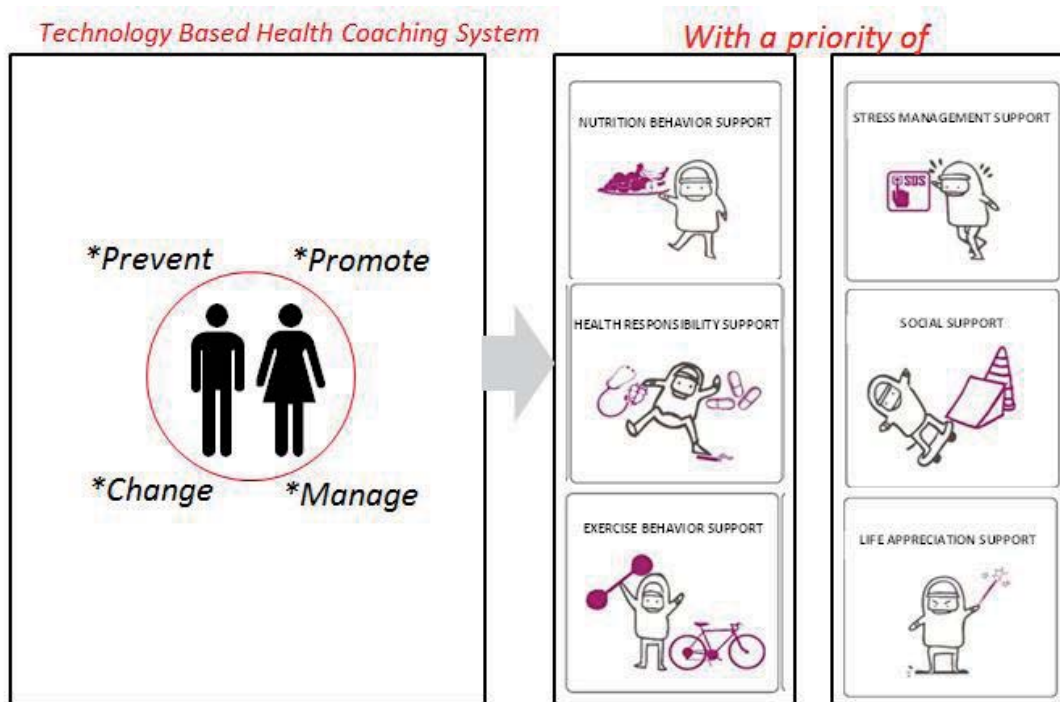 Technology Based Health Coaching System
With a priority of
*Prevent
*Promote
*Change
*Manage
NUTRITION BEHAVIOR SUPPORT
HEALTH RESPONSIBILITY SUPPORT
EXERCISE BEHAVIOR SUPPORT
STRESS MANAGEMENT SUPPORT
SOS
SOCIAL SUPPORT
LIFE APPRECIATION SUPPORT